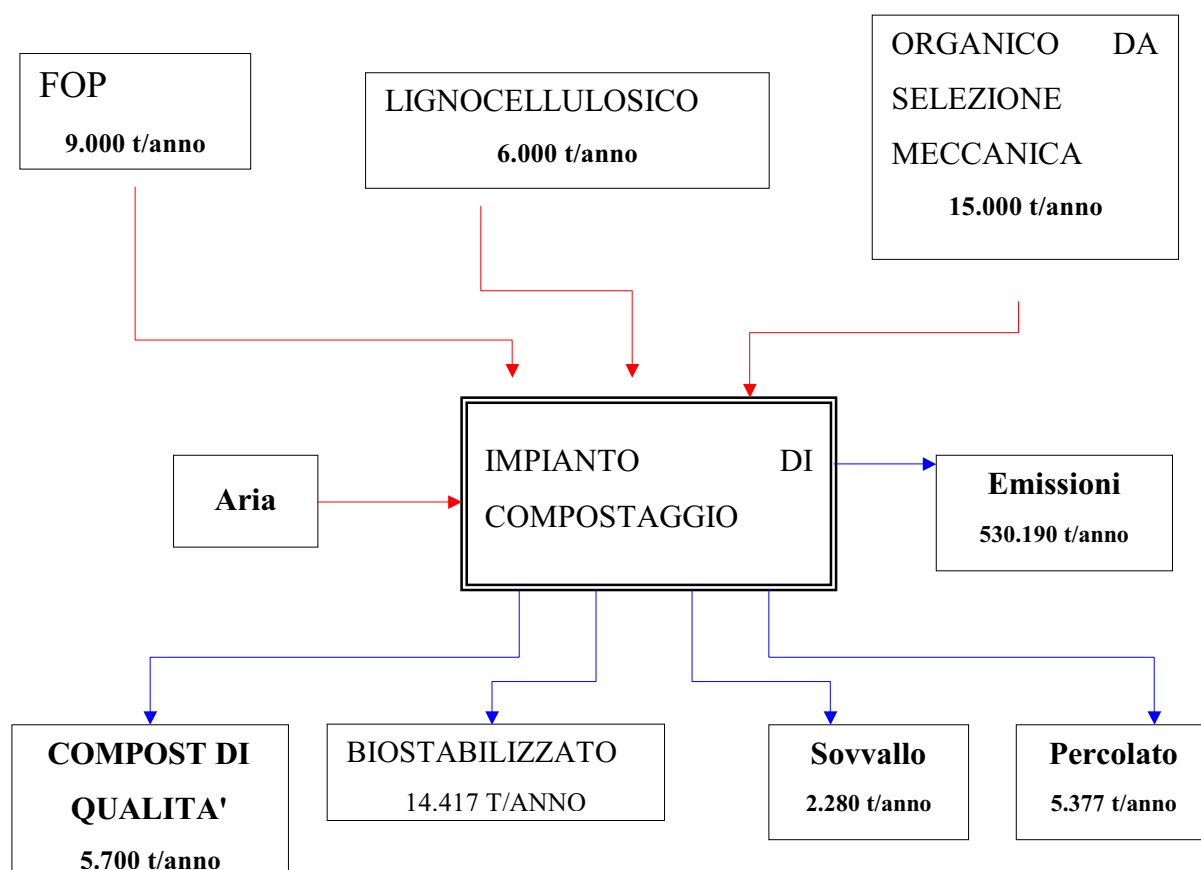 FOP
9.000 t/anno
LIGNOCELLULOSICO
6.000 t/anno
ORGANICO DA
SELEZIONE
MECCANICA
15.000 t/anno
Aria
IMPIANTO DI
COMPOSTAGGIO
Emissioni
530.190 t/anno
COMPOST DI
QUALITA'
5.700 t/anno
BIOSTABILIZZATO
14.417 T/ANNO
Sovvallo
2.280 t/anno
Percolato
5.377 t/anno